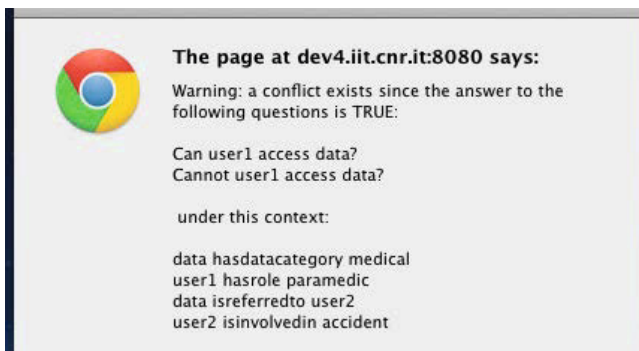 The page at dev4.iit.cnr.it:8080 says:
Warning: a conflict exists since the answer to the
following questions is TRUE:
Can user1 access data?
Cannot user1 access data?
under this context:
data hasdatacategory medical
user1 hasrole paramedic
data isreferredto user2
user2 isinvolvedin accident